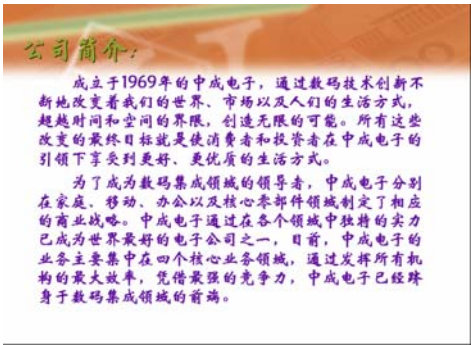 公司简介:
成立于1969年的中成电子，通过数码技术创新不
断地改变着我们的世界、市场以及人们的生活方式，
超越时间和空间的界限，创造无限的可能。所有这些
改变的最终目标就是使消费者和投资者在中成电子的
引领下享受到更好、更优质的生活方式。
为了成为数码集成领域的领导者，中成电子分别
在家庭、移动、办公以及核心零部件领域制定了相应
的商业战略。中成电子通过在各个领域中独特的实力
已成为世界最好的电子公司之一，目前，中成电子的
业务主要集中在四个核心业务领域，通过发挥所有机
构的最大效率，凭借最强的竞争力，中成电子已经跻
身于数码集成领域的前端。